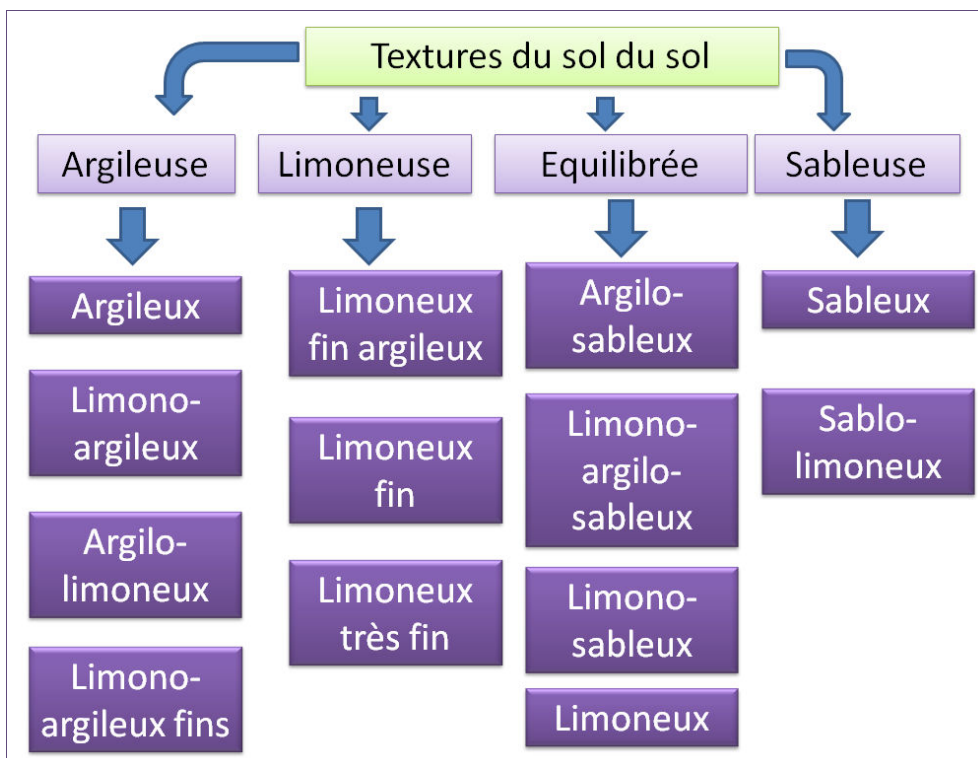 Textures du sol du sol
Argileuse
Limoneuse
Equilibrée
Sableuse
Argileux
Limono-
argileux
Argilo-
limoneux
Limono-
argileux fins
Limoneux
fin argileux
Limoneux
fin
Limoneux
très fin
Argilo-
sableux
Limono-
argilo-
sableux
Limono-
sableux
Limoneux
Sableux
Sablo-
limoneux